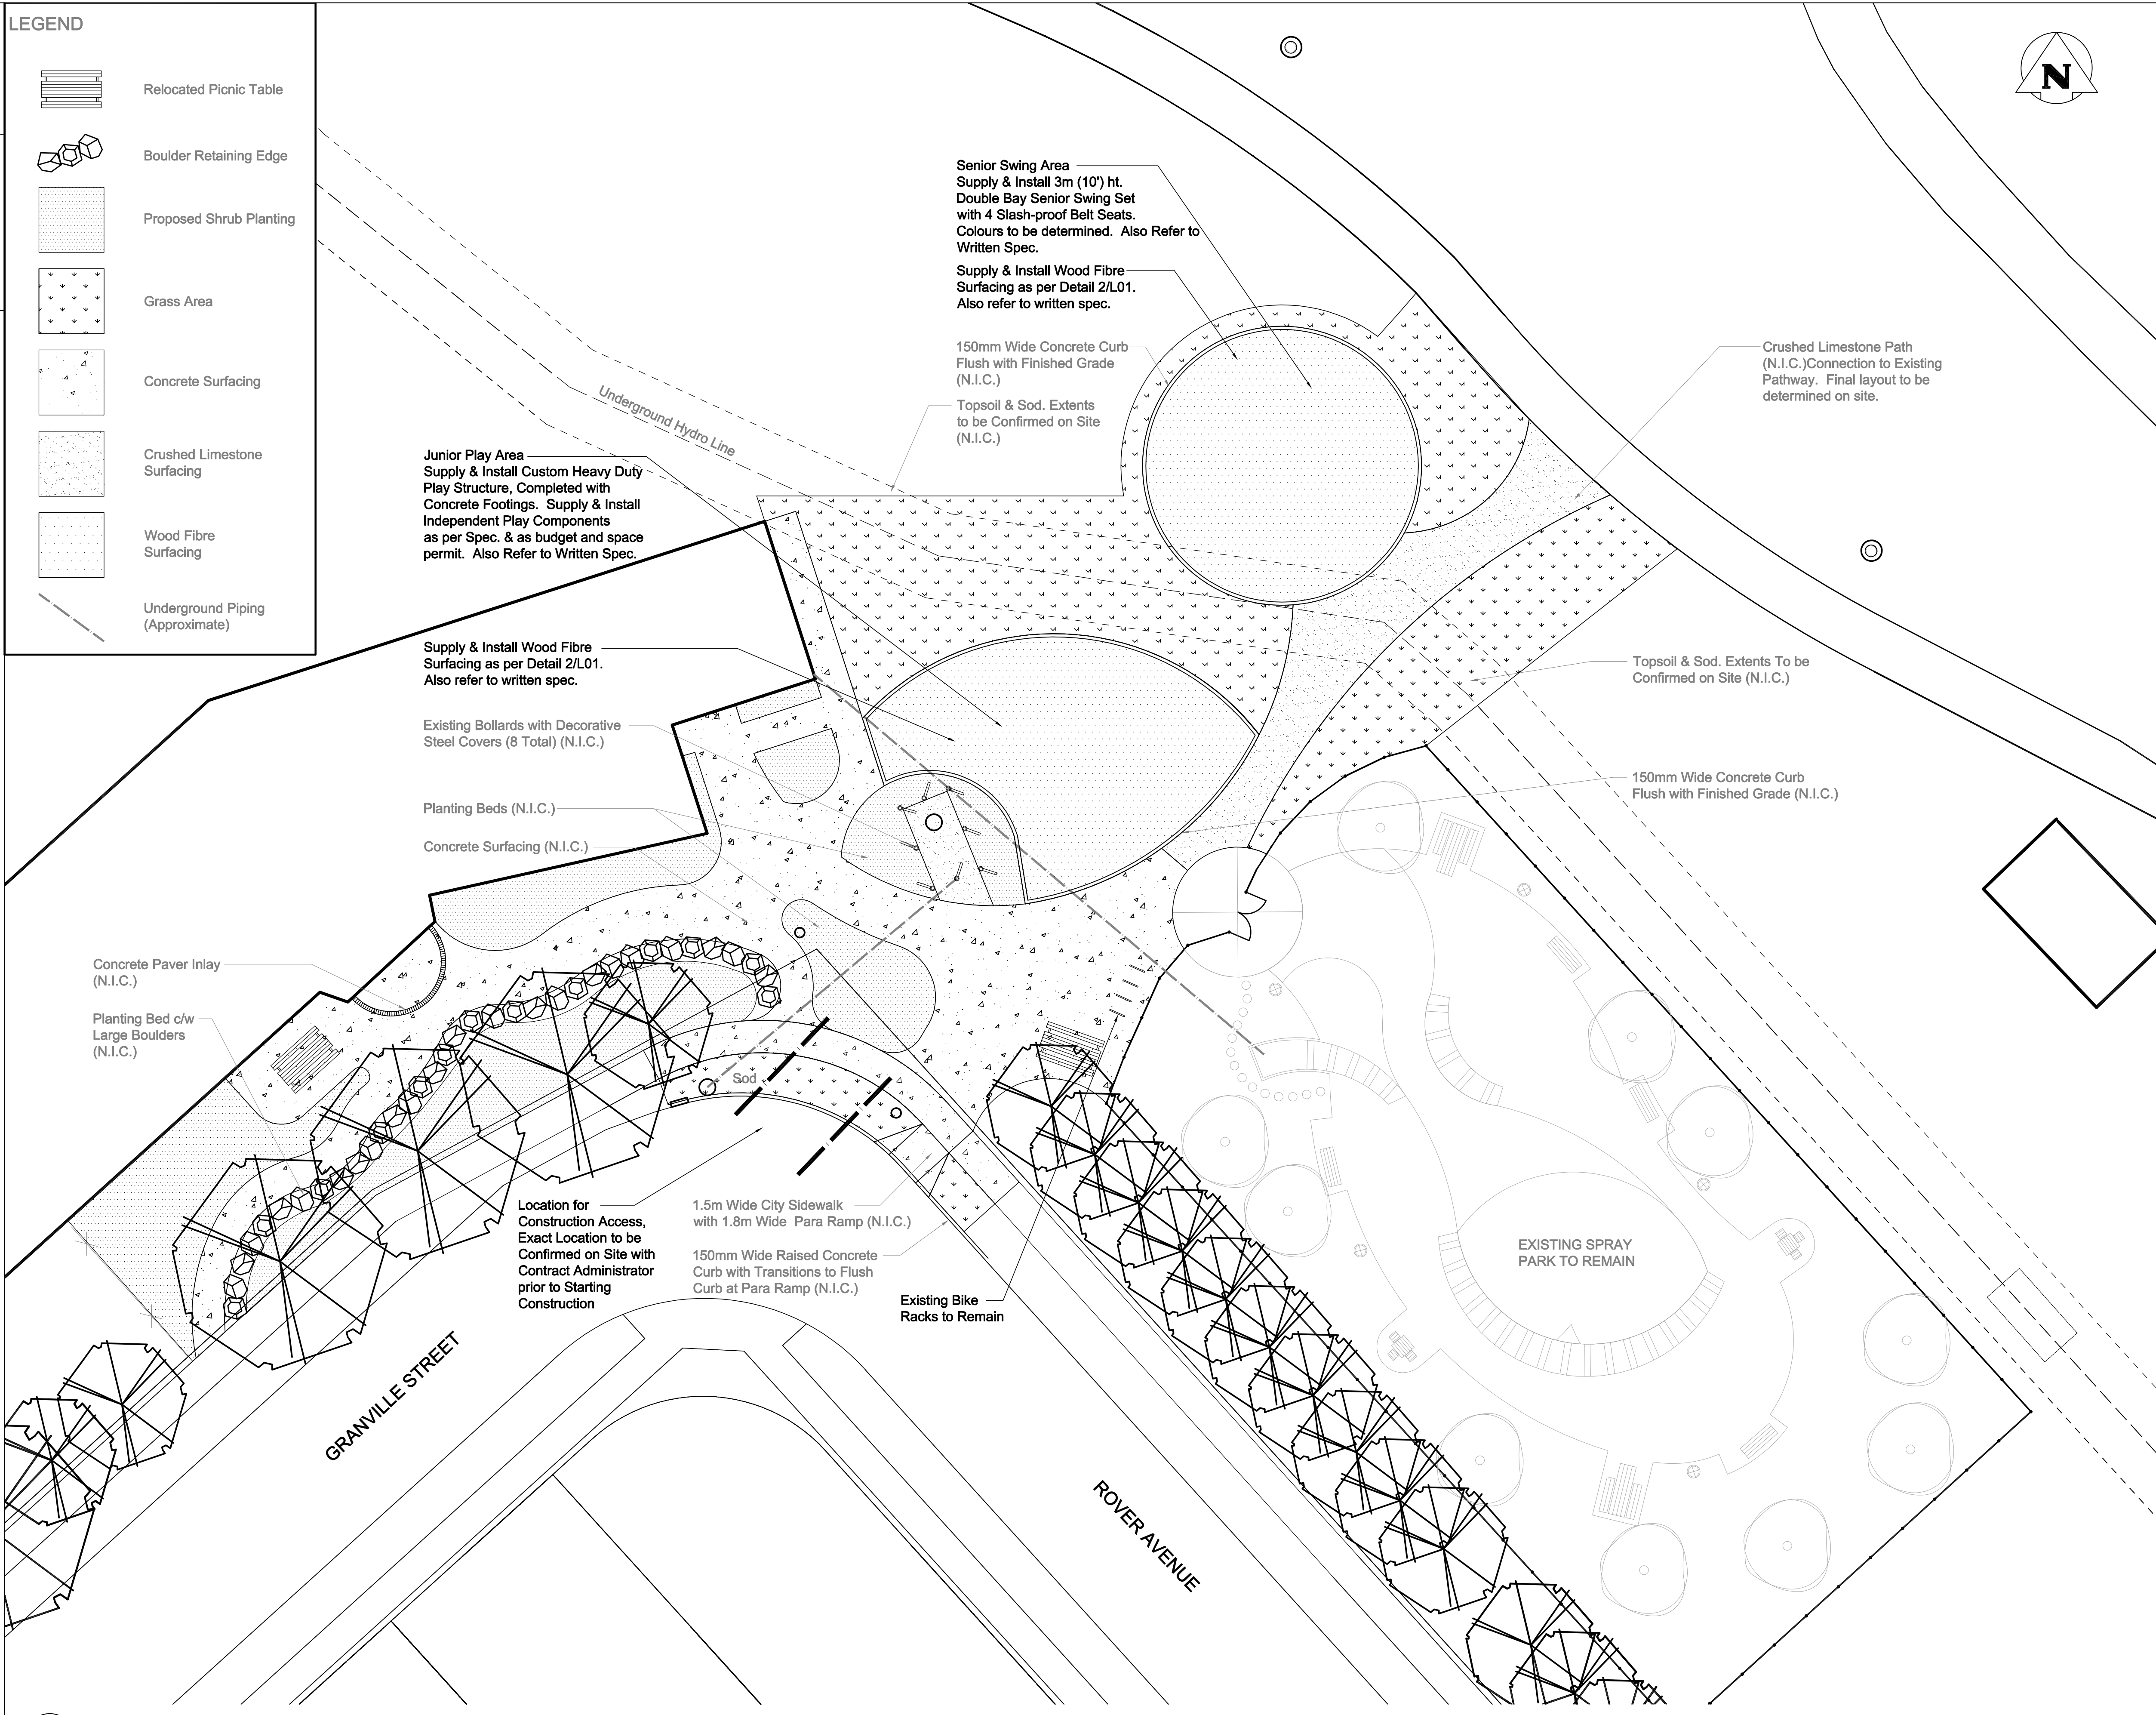 LEGEND
Relocated Picnic Table
Boulder Retaining Edge
Proposed Shrub Planting
Grass Area
Concrete Surfacing
Crushed Limestone
Surfacing
Wood Fibre
Surfacing
Underground Piping
(Approximate)
N
Senior Swing Area
Supply & Install 3m (10') ht.
Double Bay Senior Swing Set
with 4 Slash-proof Belt Seats.
Colours to be determined.  Also Refer to
Written Spec.
Supply & Install Wood Fibre
Surfacing as per Detail 2/L01.
Also refer to written spec.
150mm Wide Concrete Curb
Flush with Finished Grade
(N.I.C.)
Topsoil & Sod. Extents
to be Confirmed on Site
(N.I.C.)
Crushed Limestone Path
(N.I.C.)Connection to Existing
Pathway.  Final layout to be
determined on site.
Underground Hydro Line
Junior Play Area
Supply & Install Custom Heavy Duty
Play Structure, Completed with
Concrete Footings.  Supply & Install
Independent Play Components
as per Spec. & as budget and space
permit.  Also Refer to Written Spec.
Supply & Install Wood Fibre
Surfacing as per Detail 2/L01.
Also refer to written spec.
Topsoil & Sod. Extents To be
Confirmed on Site (N.I.C.)
Existing Bollards with Decorative
Steel Covers (8 Total) (N.I.C.)
150mm Wide Concrete Curb
Flush with Finished Grade (N.I.C.)
Planting Beds (N.I.C.)
Concrete Surfacing (N.I.C.)
Concrete Paver Inlay
(N.I.C.)
Planting Bed c/w
Large Boulders
(N.I.C.)
Sod
Location for
Construction Access,
Exact Location to be
Confirmed on Site with
Contract Administrator
prior to Starting
Construction
1.5m Wide City Sidewalk
with 1.8m Wide  Para Ramp (N.I.C.)
150mm Wide Raised Concrete
Curb with Transitions to Flush
Curb at Para Ramp (N.I.C.)
Existing Bike
Racks to Remain
EXISTING SPRAY
PARK TO REMAIN
GRANVILLE STREET
ROVER AVENUE